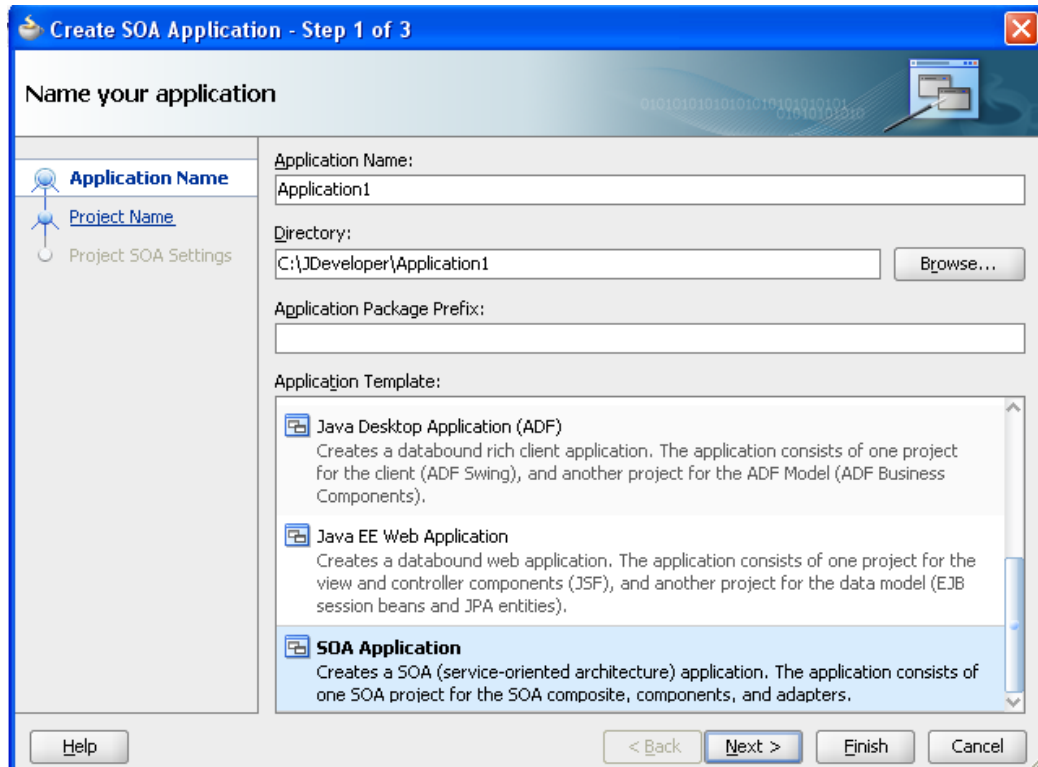 Create SOA Application - Step 1 of 3
Name your application
Application Name
Project Name
Project SOA Settings
Application Name:
Application1
Directory:
C:\JDeveloper\Application1
Browse...
Application Package Prefix:
Application Template:
Java Desktop Application (ADF)
Creates a databound rich client application. The application consists of one project
for the client (ADF Swing), and another project for the ADF Model (ADF Business
Components).
Java EE Web Application
Creates a databound web application. The application consists of one project for the
view and controller components (JSF), and another project for the data model (EJB
session beans and JPA entities).
SOA Application
Creates a SOA (service-oriented architecture) application. The application consists of
one SOA project for the SOA composite, components, and adapters.
Help
< Back
Next >
Finish
Cancel